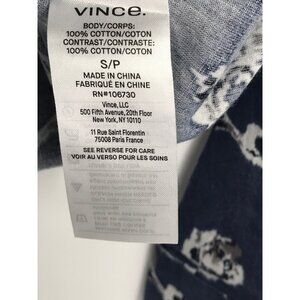 VINCE.
BODY/CORPS:
100% COTTON/COTON
CONTRAST/CONTRASTE:
100% COTTON/COTON
S/P
MADE IN CHINA
FABRIQUÉ EN CHINE
RN#106730
Vince, LLC
500 Fifth Avenue, 20th Floor
New York, NY 10110
11 Rue Saint Florentin
75008 Paris France
SEE REVERSE FOR CARE
VOIR AU VERSO POUR LES SOINS